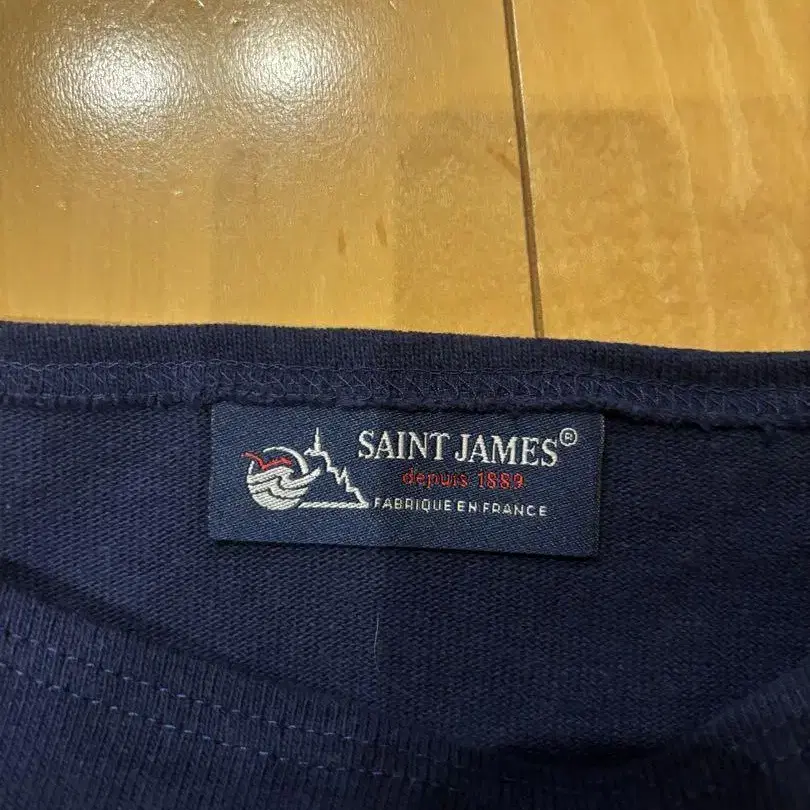 SAINT JAMES®
depuis 1889
FABRIQUE EN FRANCE